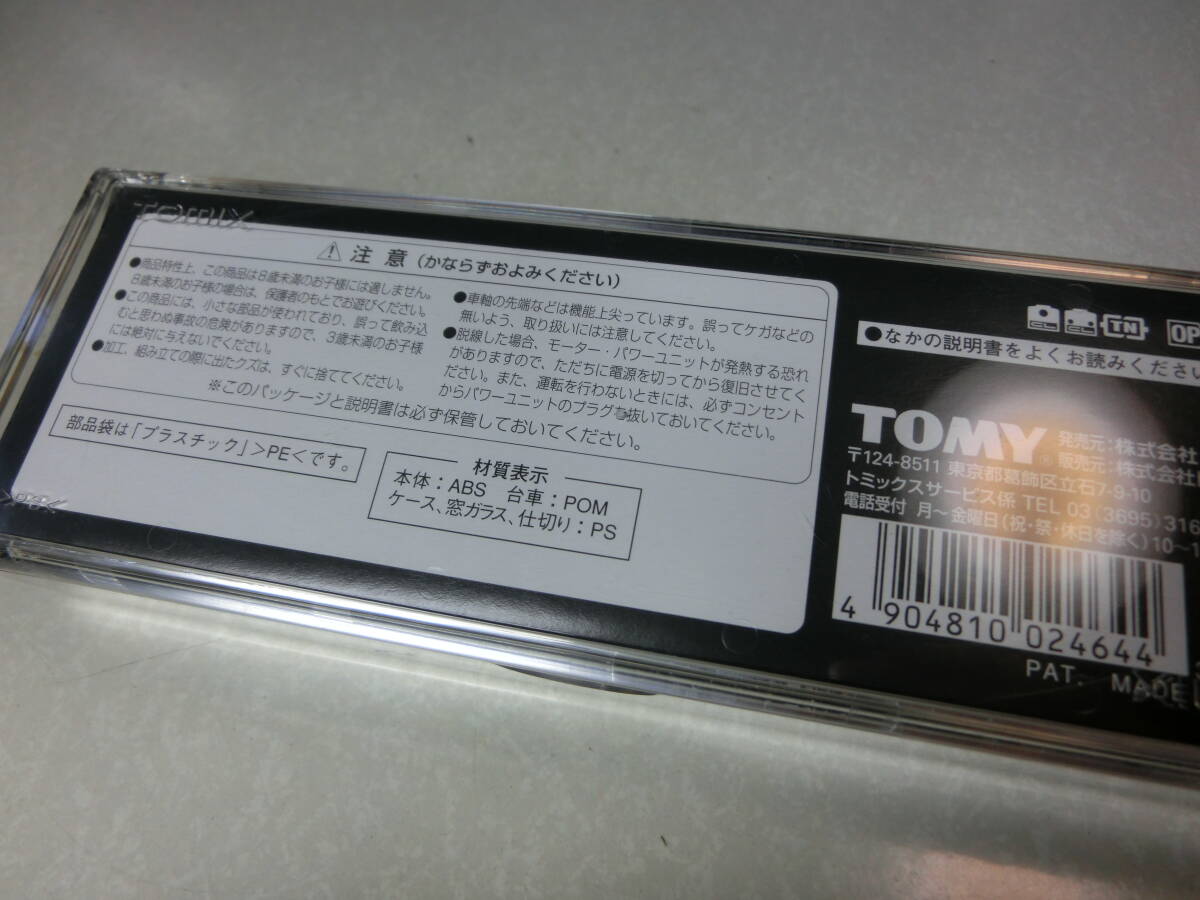 TOMIX
⚠ 注意 (かならずおよみください)
●商品特性上、この商品は8歳未満のお子様には適しません。
8歳未満のお子様の場合は、保護者のもとでお遊びください。
●この商品には、小さな部品が使われており、誤って飲み込
むと思わぬ事故の危険がありますので、3歳未満のお子様
には絶対に与えないでください。
●加工、組み立ての際に出たクズは、すぐに捨ててください。
●車軸の先端などは機能上尖っています。誤ってケガなどの
無いよう、取り扱いには注意してください。
●脱線した場合、モーター・パワーユニットが発熱する恐れ
がありますので、ただちに電源を切ってから復旧させてく
ださい。また、運転を行わないときには、必ずコンセント
からパワーユニットのプラグを抜いておいてください。
※このパッケージと説明書は必ず保管しておいてください。
部品袋は「プラスチック」>PE<です。
材質表示
本体:ABS 台車:POM
ケース、窓ガラス、仕切り:PS
CL TN OP
●なかの説明書をよくお読みください
TOMY 発売元:株式会社
販売元:株式会社
〒124-8511 東京都葛飾区立石7-9-10
トミックスサービス係 TEL 03 (3695) 316
電話受付 月~金曜日(祝・祭・休日を除く)10~1
4 904810 024644
PAT. MADE